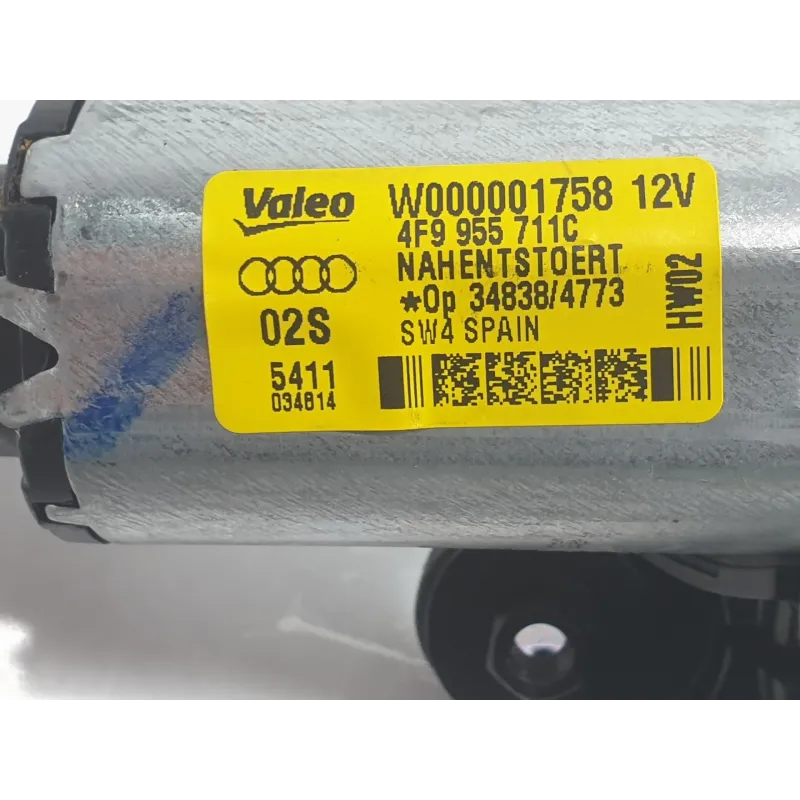 Valeo W000001758 12V
4F9 955 711C
NAHENTSTOERT
*Op 34838/4773
02S SW4 SPAIN
5411
034814
HW02